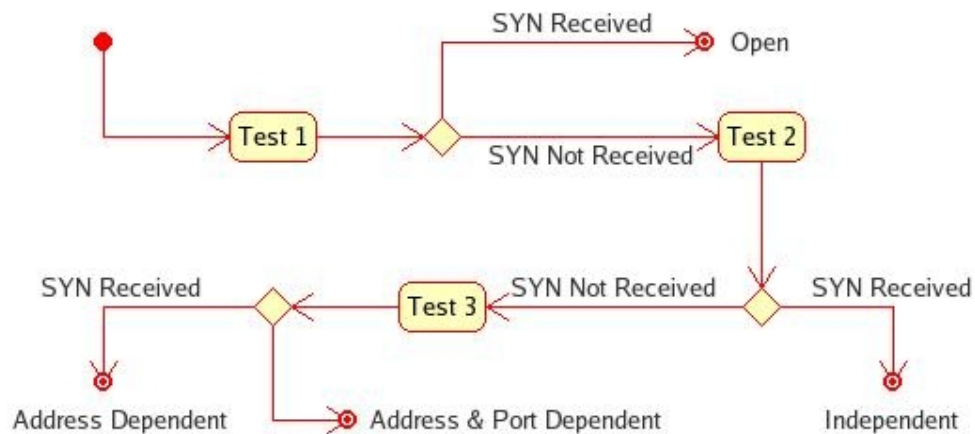 SYN Received
Open
Test 1
SYN Not Received
Test 2
SYN Received
Test 3
SYN Not Received
SYN Received
Address Dependent
Address & Port Dependent
Independent